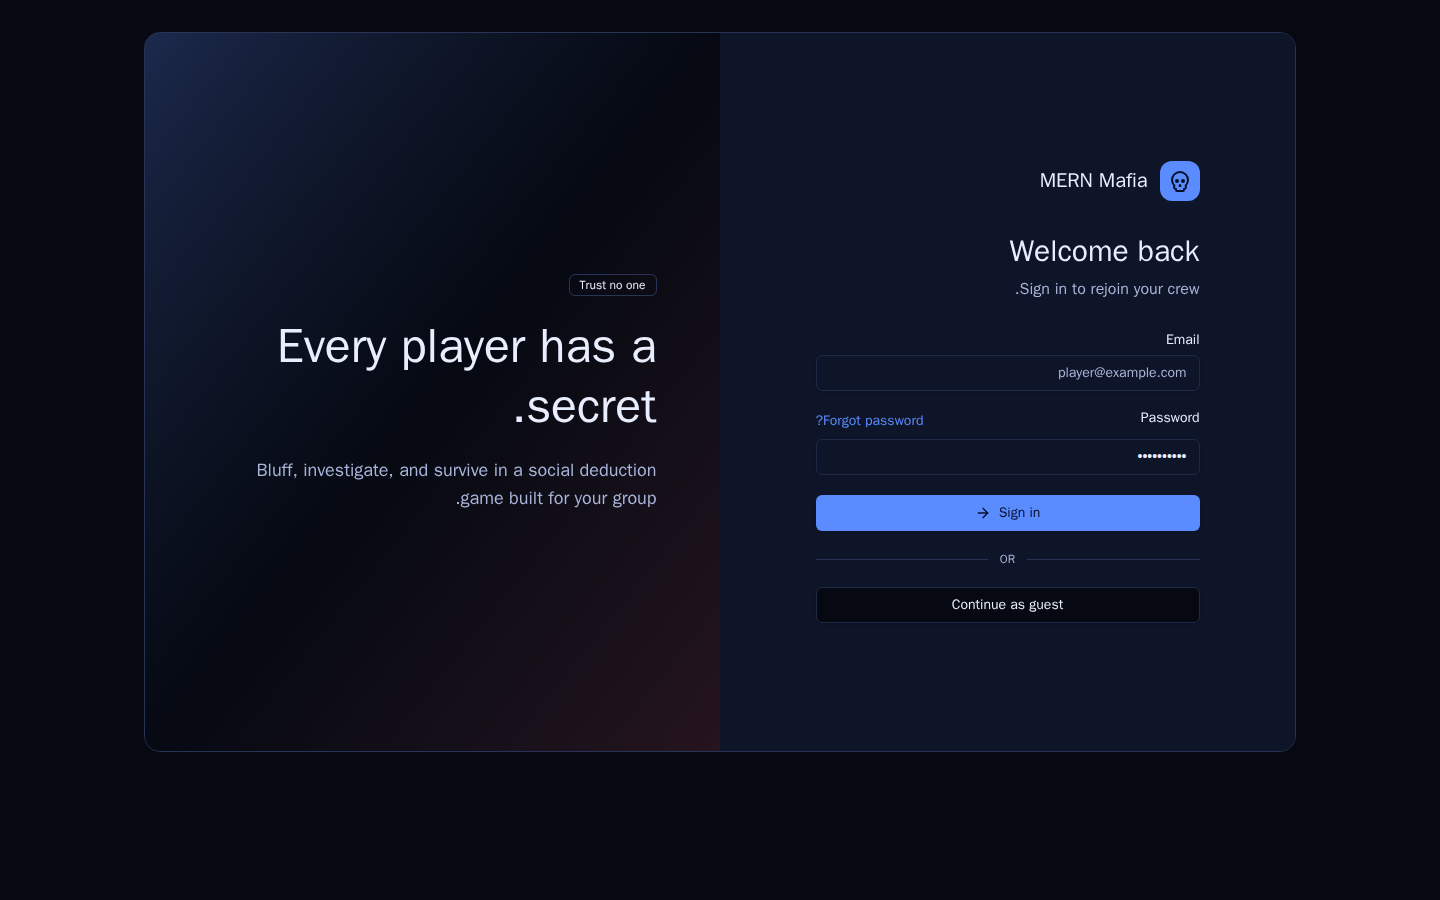 Trust no one
Every player has a
.secret
Bluff, investigate, and survive in a social deduction
.game built for your group
MERN Mafia
Welcome back
.Sign in to rejoin your crew
Email
player@example.com
Password
?Forgot password
••••••••••
Sign in
OR
Continue as guest